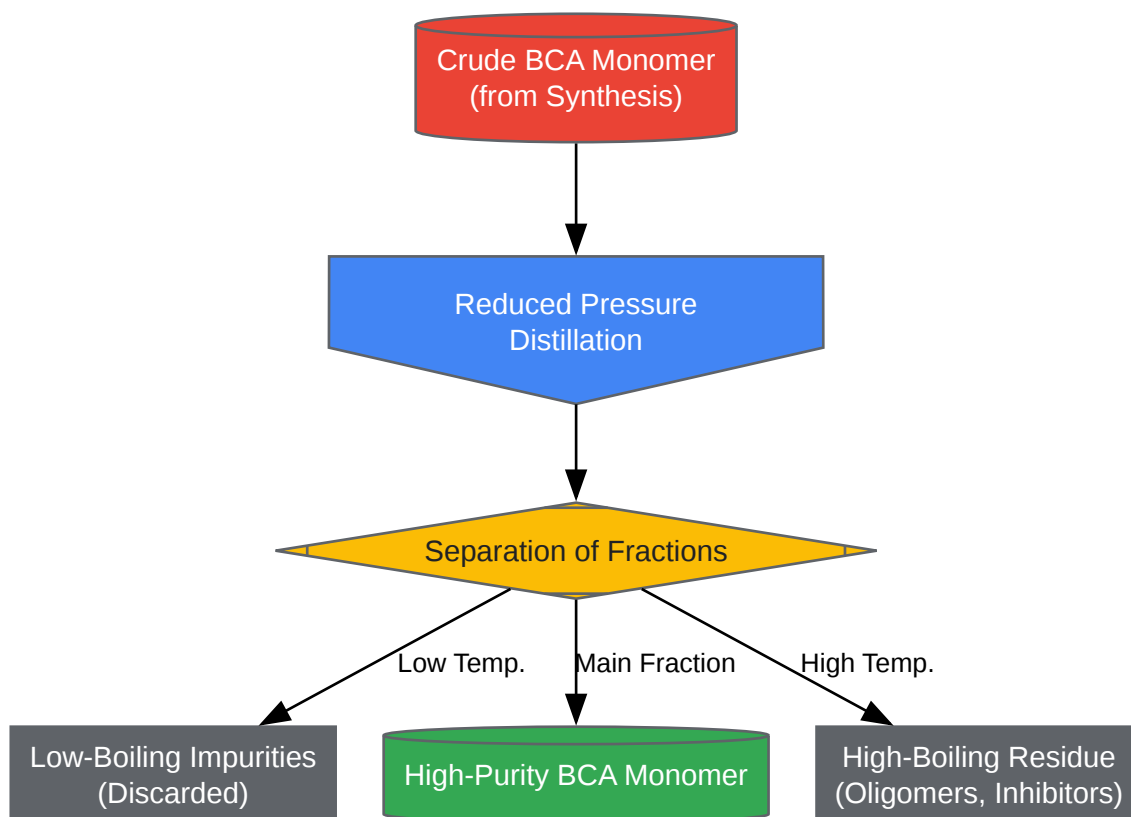 Crude BCA Monomer
(from Synthesis)
Reduced Pressure
Distillation
Separation of Fractions
Low Temp.
Main Fraction
High Temp.
Low-Boiling Impurities
(Discarded)
High-Purity BCA Monomer
High-Boiling Residue
(Oligomers, Inhibitors)